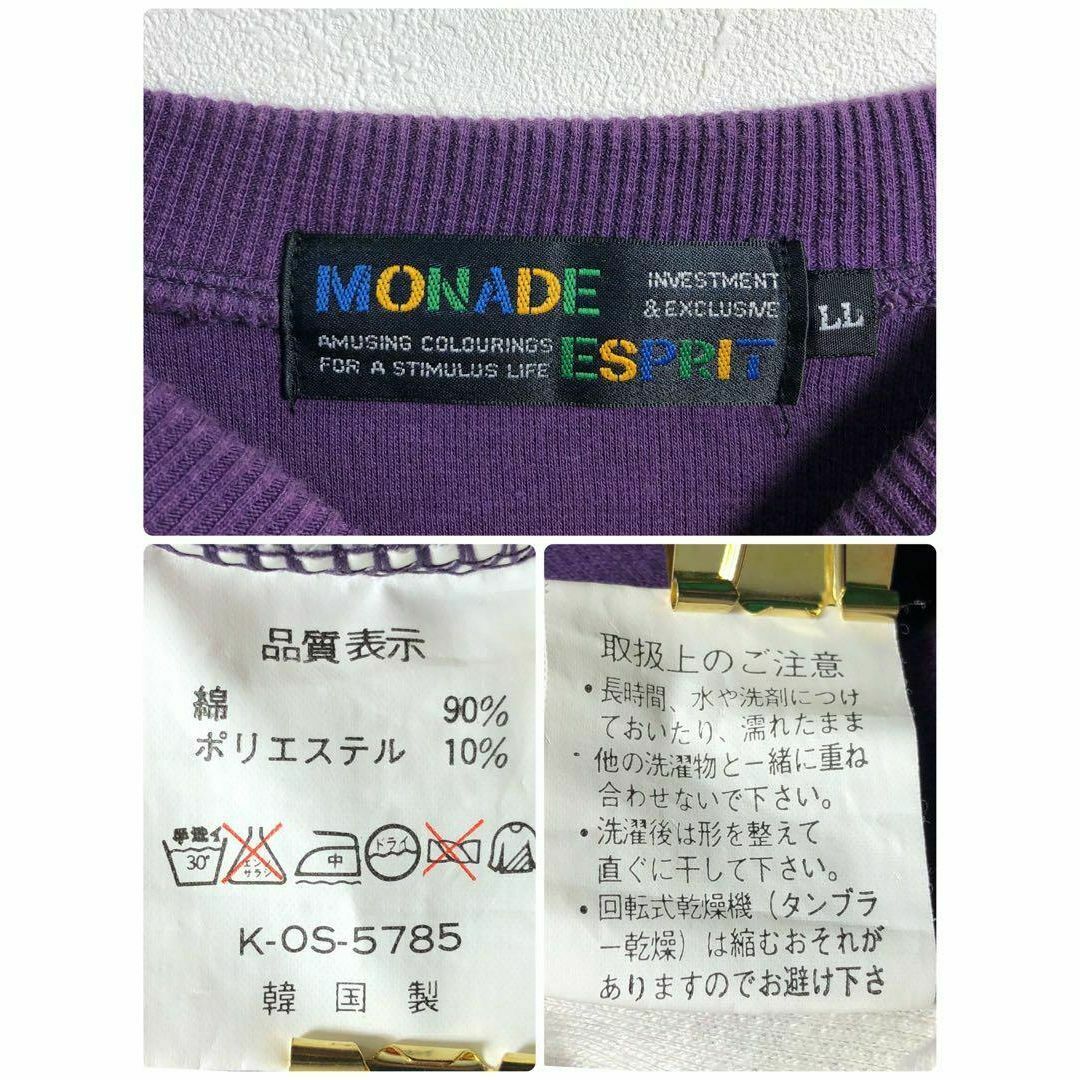 MONADE INVESTMENT
& EXCLUSIVE
AMUSING COLOURINGS
FOR A STIMULUS LIFE ESPRIT
LL
品質表示
綿 90%
ポリエステル 10%
手洗イ
30° エンソ サラシ 中 ドライ
K-OS-5785
韓国製
取扱上のご注意
・長時間、水や洗剤につけ
ておいたり、濡れたまま
他の洗濯物と一緒に重ね
合わせないで下さい。
・洗濯後は形を整えて
直ぐに干して下さい。
・回転式乾燥機(タンブラ
ー乾燥)は縮むおそれが
ありますのでお避け下さ